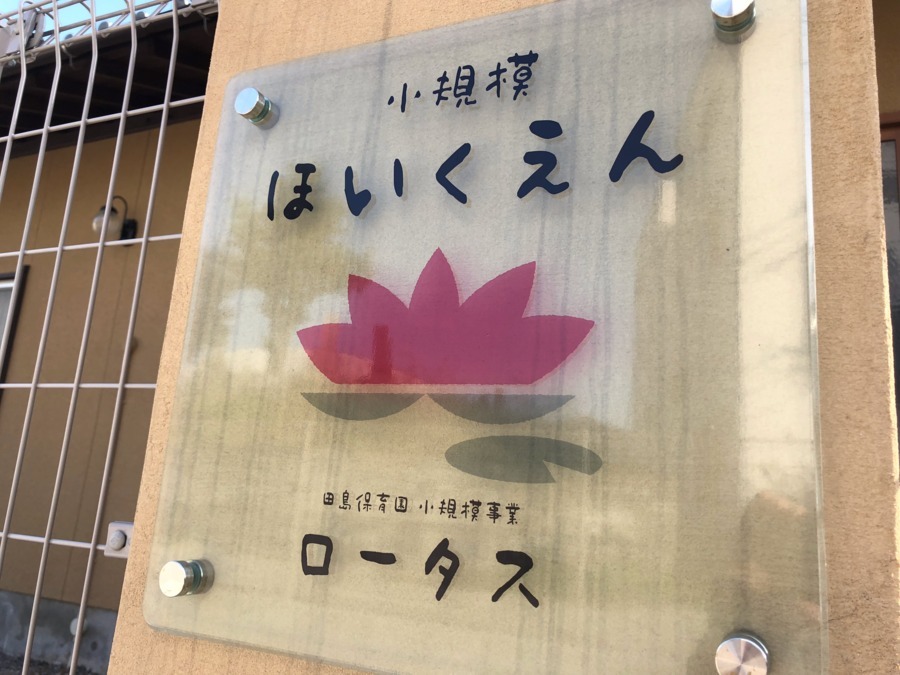 小規模
ほいくえん
田島保育園 小規模事業
ロータス